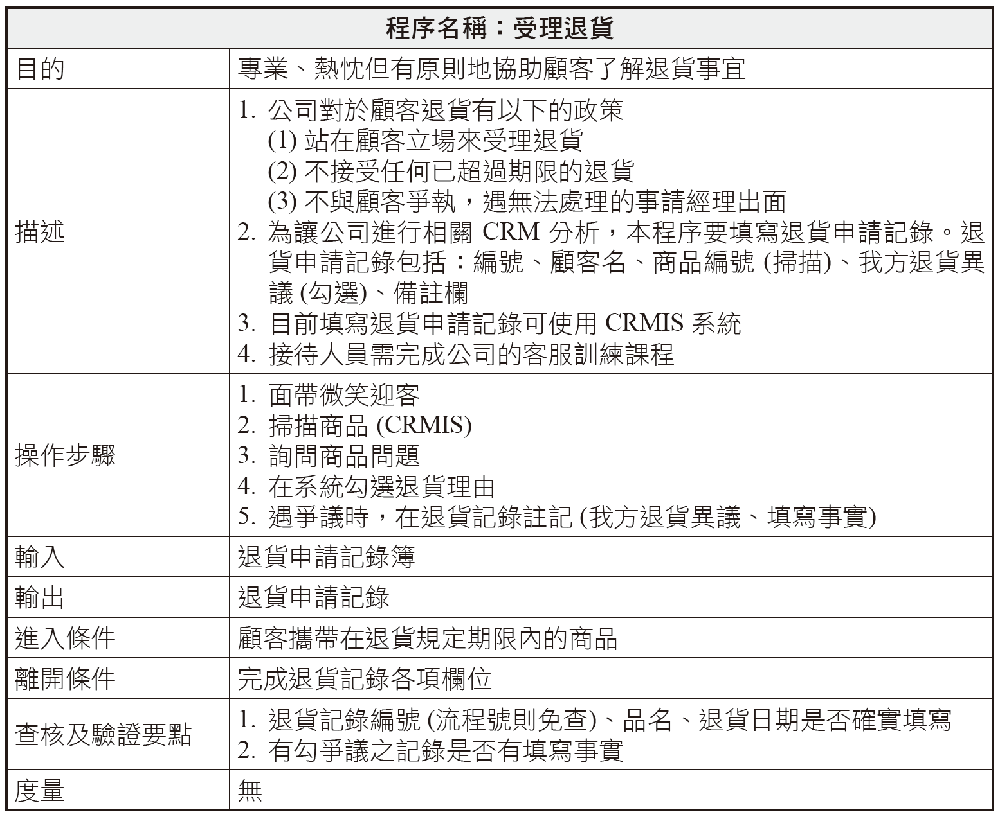 程序名稱：受理退貨
目的
專業、熱忱但有原則地協助顧客了解退貨事宜
描述
1. 公司對於顧客退貨有以下的政策
(1) 站在顧客立場來受理退貨
(2) 不接受任何已超過期限的退貨
(3) 不與顧客爭執，遇無法處理的事請經理出面
2. 為讓公司進行相關 CRM 分析，本程序要填寫退貨申請記錄。退
貨申請記錄包括：編號、顧客名、商品編號 (掃描)、我方退貨異
議 (勾選)、備註欄
3. 目前填寫退貨申請記錄可使用 CRMIS 系統
4. 接待人員需完成公司的客服訓練課程
操作步驟
1. 面帶微笑迎客
2. 掃描商品 (CRMIS)
3. 詢問商品問題
4. 在系統勾選退貨理由
5. 遇爭議時，在退貨記錄註記 (我方退貨異議、填寫事實)
輸入
退貨申請記錄簿
輸出
退貨申請記錄
進入條件
顧客攜帶在退貨規定期限內的商品
離開條件
完成退貨記錄各項欄位
查核及驗證要點
1. 退貨記錄編號 (流程號則免查)、品名、退貨日期是否確實填寫
2. 有勾爭議之記錄是否有填寫事實
度量
無